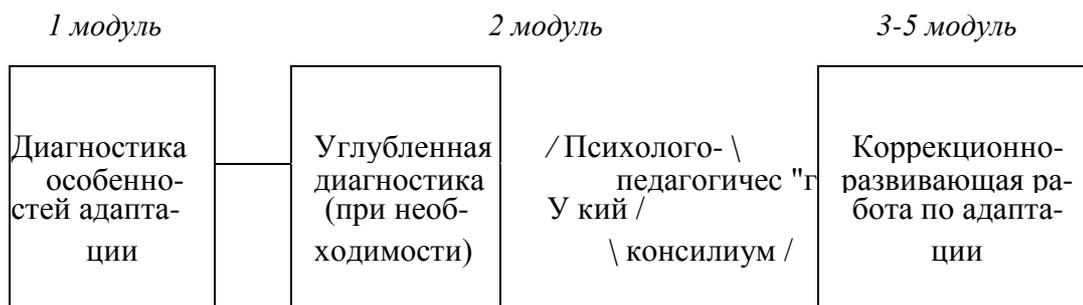 1 модуль 2 модуль 3-5 модуль
Диагностика
особенно-
стей адапта-
ции
Углубленная
диагностика
(при необ-
ходимости)
/ Психолого- \
педагогичес "г
У кий /
\ консилиум /
Коррекционно-
развивающая ра-
бота по адапта-
ции